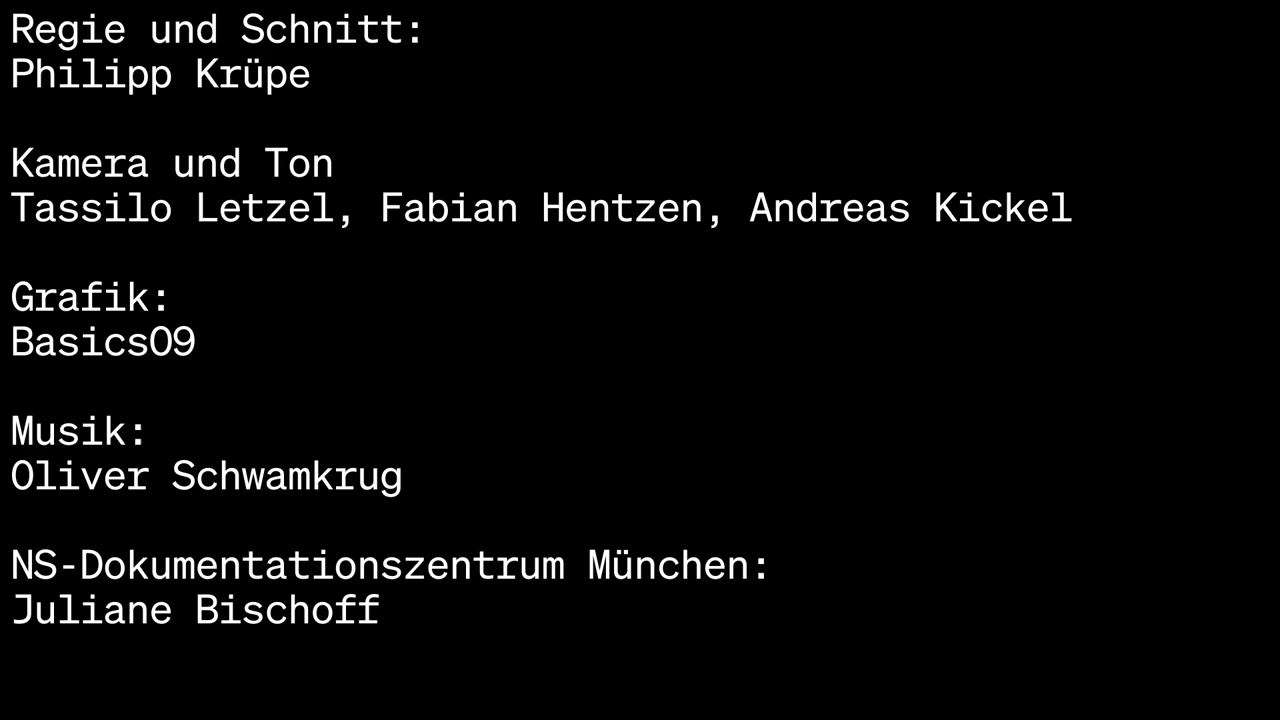 Regie und Schnitt:
Philipp Krüpe
Kamera und Ton
Tassilo Letzel, Fabian Hentzen, Andreas Kickel
Grafik:
Basics09
Musik:
Oliver Schwamkrug
NS-Dokumentationszentrum München:
Juliane Bischoff